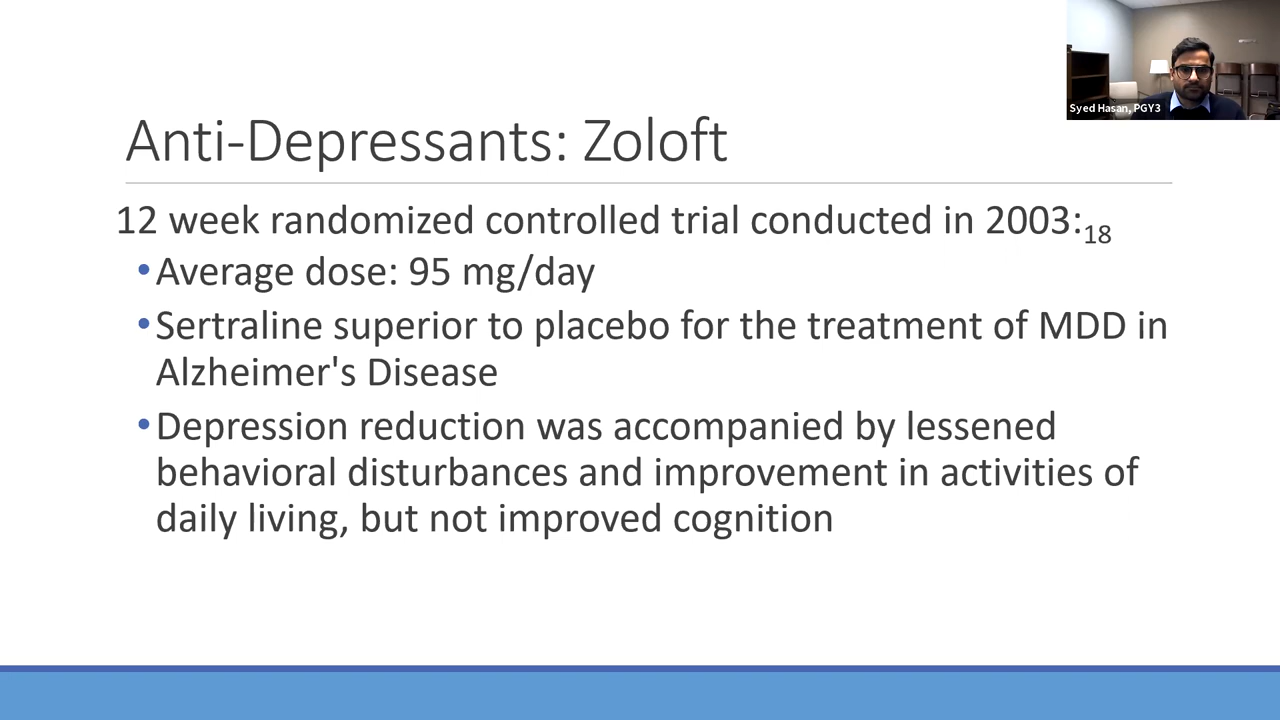 Syed Hasan, PGY3
Anti-Depressants: Zoloft
12 week randomized controlled trial conducted in 2003:18
•Average dose: 95 mg/day
•Sertraline superior to placebo for the treatment of MDD in
Alzheimer's Disease
•Depression reduction was accompanied by lessened
behavioral disturbances and improvement in activities of
daily living, but not improved cognition